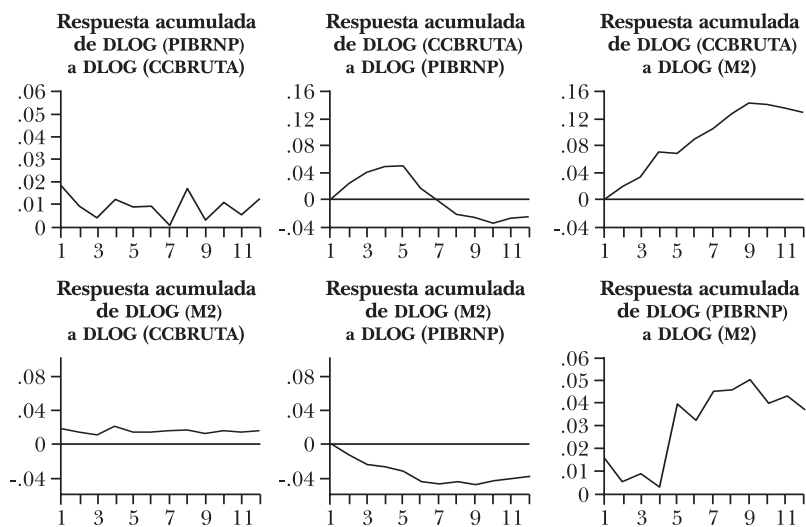 Respuesta acumulada
de DLOG (PIBRNP)
a DLOG (CCBRUTA)
.06
.05
.04
.03
.02
.01
0
1 3 5 7 9 11
Respuesta acumulada
de DLOG (CCBRUTA)
a DLOG (PIBRNP)
.16
.12
.08
.04
0
-.04
1 3 5 7 9 11
Respuesta acumulada
de DLOG (CCBRUTA)
a DLOG (M2)
.16
.12
.08
.04
0
-.04
1 3 5 7 9 11
Respuesta acumulada
de DLOG (M2)
a DLOG (CCBRUTA)
.08
.04
0
-.04
1 3 5 7 9 11
Respuesta acumulada
de DLOG (M2)
a DLOG (PIBRNP)
.08
.04
0
-.04
1 3 5 7 9 11
Respuesta acumulada
de DLOG (PIBRNP)
a DLOG (M2)
.06
.05
.04
.03
.02
.01
0
1 3 5 7 9 11